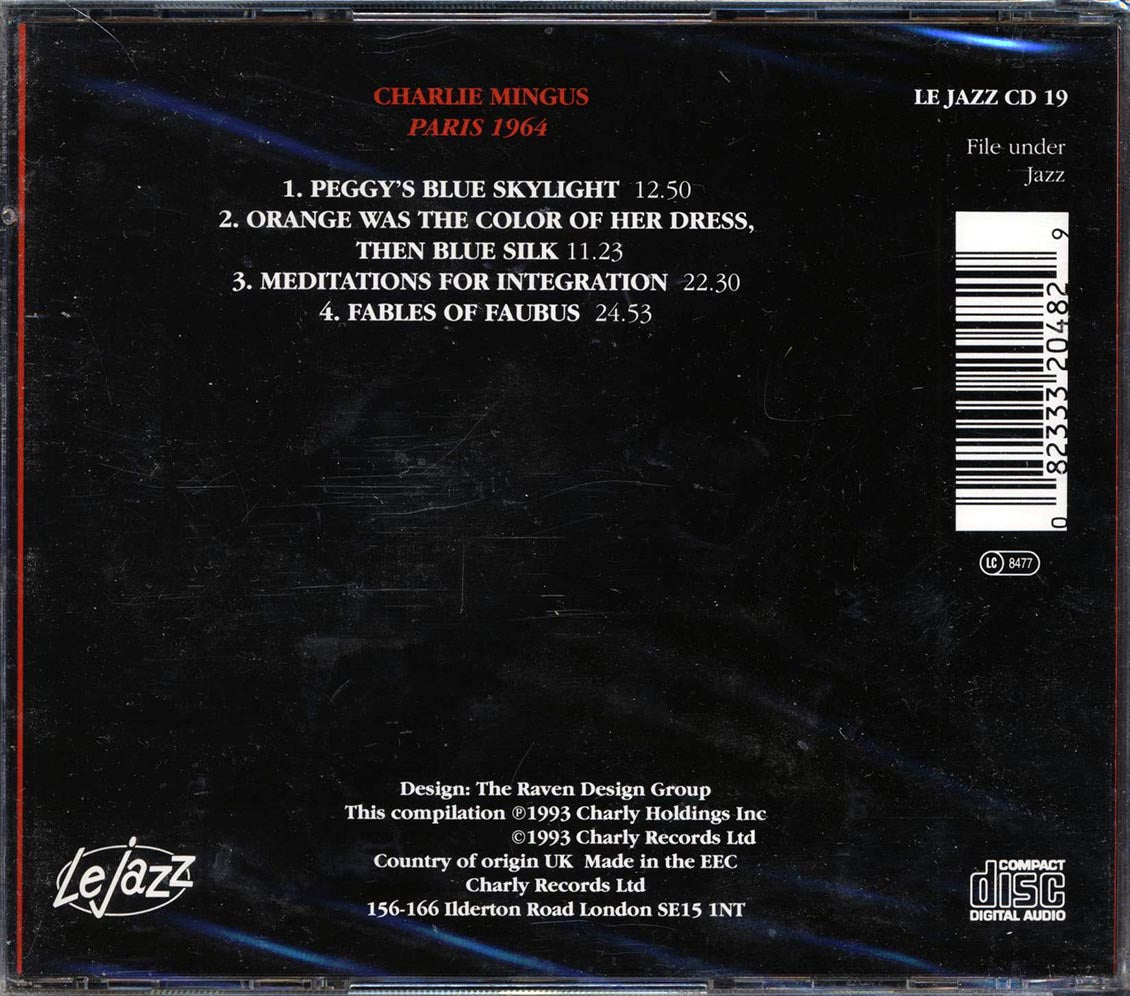 CHARLIE MINGUS
PARIS 1964
1. PEGGY'S BLUE SKYLIGHT 12.50
2. ORANGE WAS THE COLOR OF HER DRESS,
THEN BLUE SILK 11.23
3. MEDITATIONS FOR INTEGRATION 22.30
4. FABLES OF FAUBUS 24.53
LE JAZZ CD 19
File under
Jazz
0 82333 20482 9
LC 8477
Design: The Raven Design Group
This compilation ℗1993 Charly Holdings Inc
©1993 Charly Records Ltd
Country of origin UK Made in the EEC
Charly Records Ltd
156-166 Ilderton Road London SE15 1NT
Le jazz
COMPACT
disc
DIGITAL AUDIO